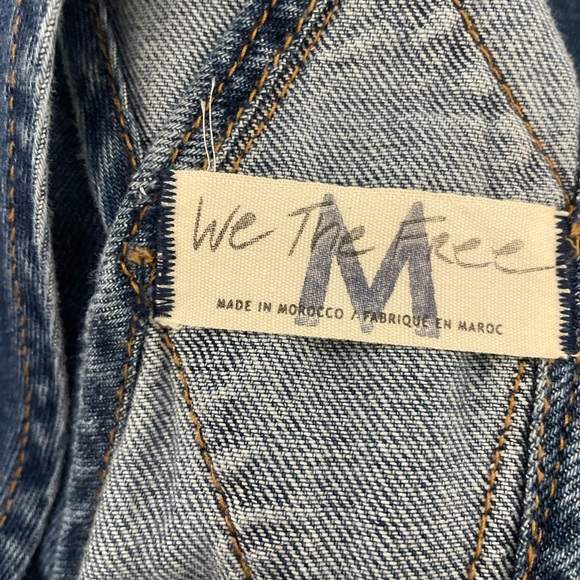 We The Free
M
MADE IN MOROCCO / FABRIQUE EN MAROC